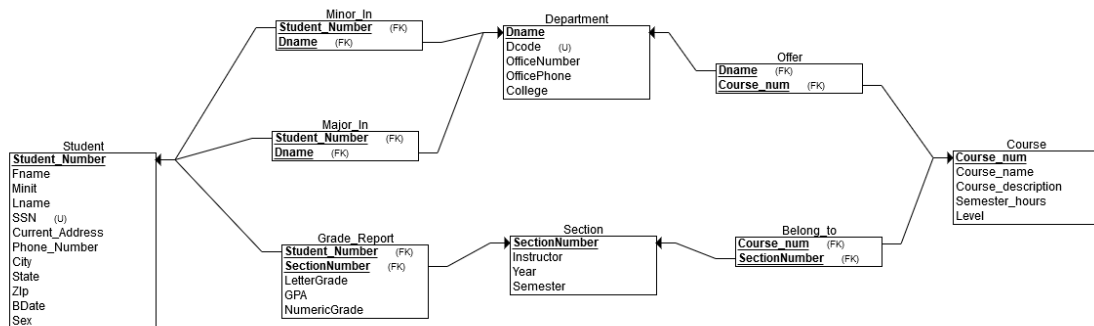 Minor_In
Student_Number (FK)
Dname (FK)
Department
Dname
Dcode (U)
OfficeNumber
OfficePhone
College
Offer
Dname (FK)
Course_num (FK)
Major_In
Student_Number (FK)
Dname (FK)
Student
Student_Number
Fname
Minit
Lname
SSN (U)
Current_Address
Phone_Number
City
State
ZIp
BDate
Sex
Course
Course_num
Course_name
Course_description
Semester_hours
Level
Grade_Report
Student_Number (FK)
SectionNumber (FK)
LetterGrade
GPA
NumericGrade
Section
SectionNumber
Instructor
Year
Semester
Belong_to
Course_num (FK)
SectionNumber (FK)